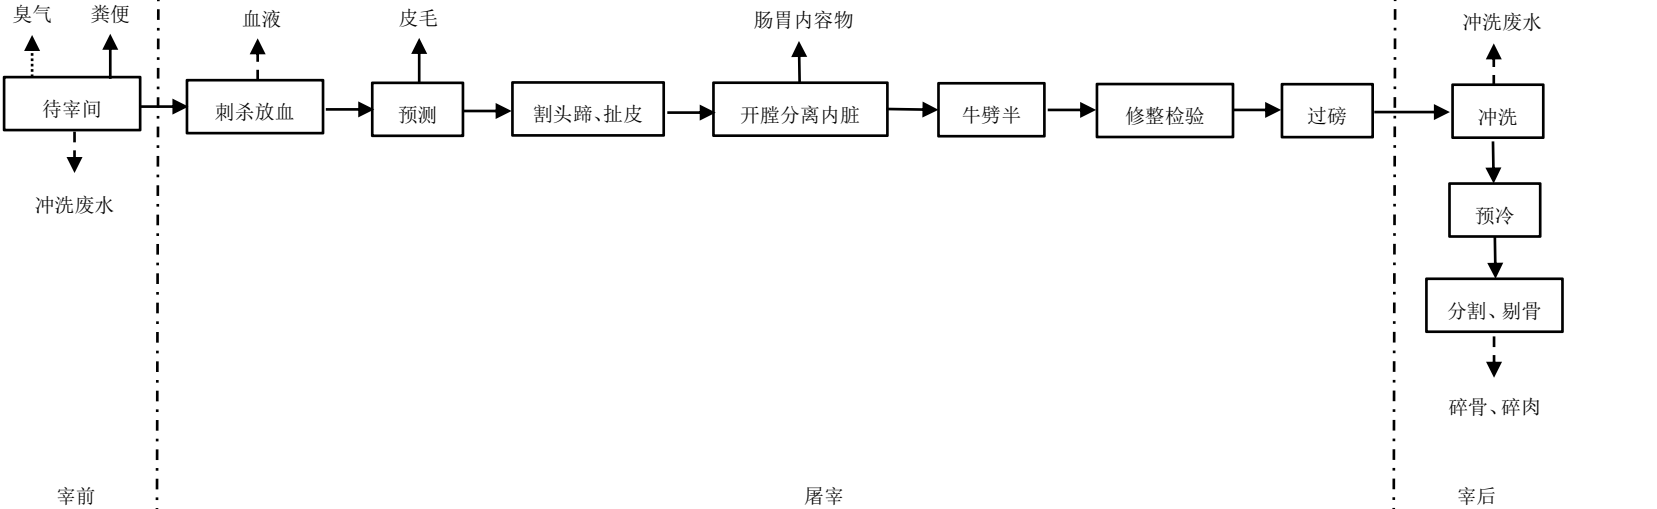 臭气
粪便
血液
皮毛
肠胃内容物
冲洗废水
待宰间
刺杀放血
预测
割头蹄、扯皮
开膛分离内脏
牛劈半
修整检验
过磅
冲洗
冲洗废水
预冷
分割、剔骨
碎骨、碎肉
宰前
屠宰
宰后